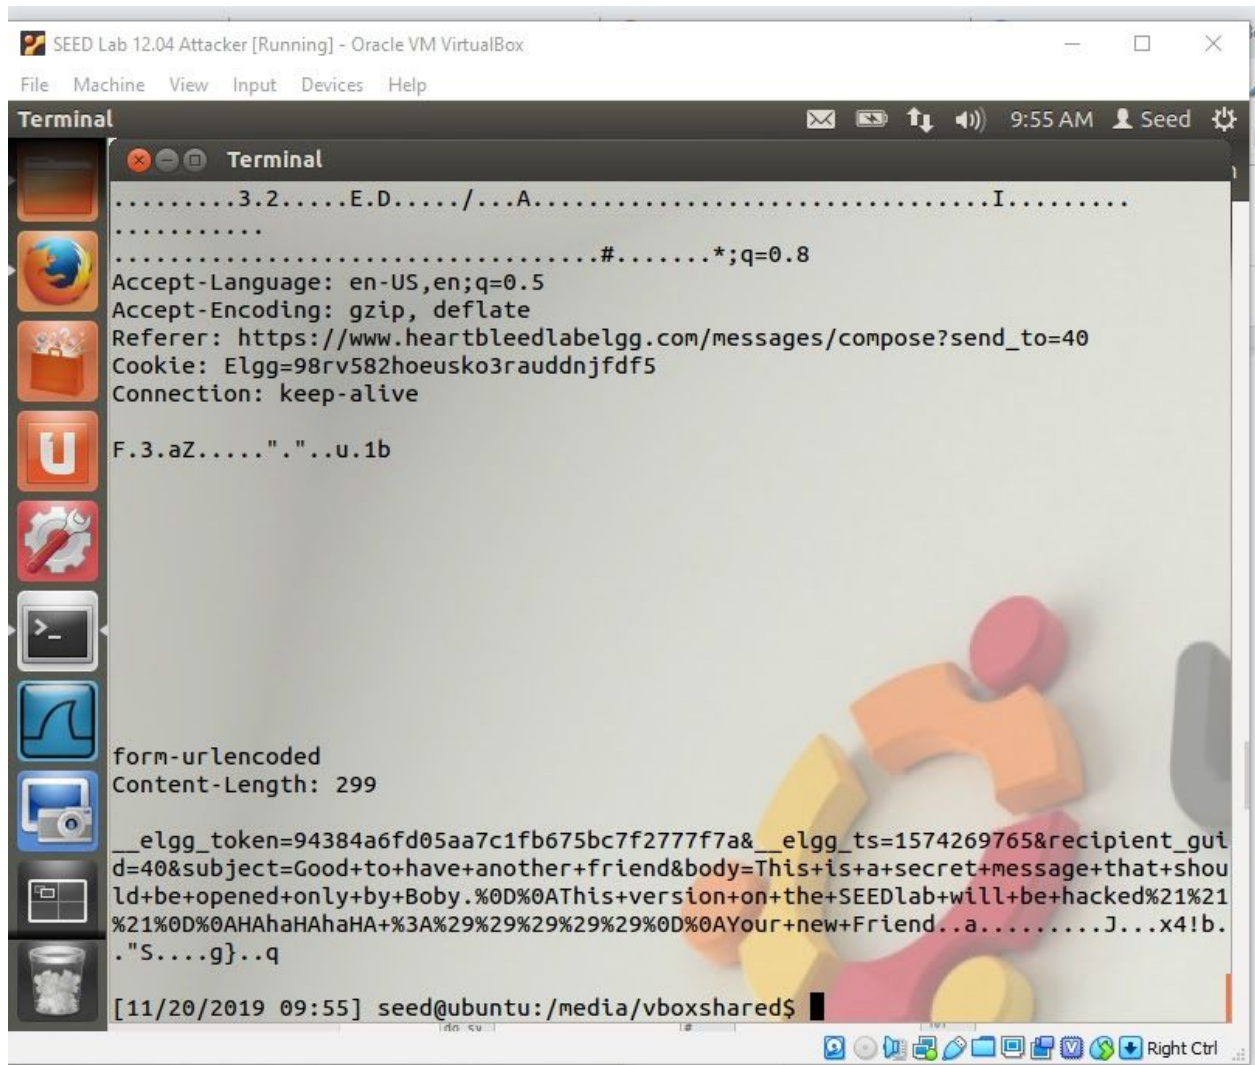 SEED Lab 12.04 Attacker [Running] - Oracle VM VirtualBox
File Machine View Input Devices Help
Terminal 9:55 AM Seed
Terminal
.........3.2.....E.D...../...A.................................I.........
...........
...................................#.......*;q=0.8
Accept-Language: en-US,en;q=0.5
Accept-Encoding: gzip, deflate
Referer: https://www.heartbleedlabelgg.com/messages/compose?send_to=40
Cookie: Elgg=98rv582hoeusko3rauddnjfdf5
Connection: keep-alive
F.3.aZ.....".."..u.1b
form-urlencoded
Content-Length: 299
__elgg_token=94384a6fd05aa7c1fb675bc7f2777f7a&__elgg_ts=1574269765&recipient_gui
d=40&subject=Good+to+have+another+friend&body=This+is+a+secret+message+that+shou
ld+be+opened+only+by+Boby.%0D%0AThis+version+on+the+SEEDlab+will+be+hacked%21%21
%21%0D%0AHAhaHAhaHA+%3A%29%29%29%29%29%0D%0AYour+new+Friend..a.........J...x4!b.
."S....g}..q
[11/20/2019 09:55] seed@ubuntu:/media/vboxshared$
Right Ctrl